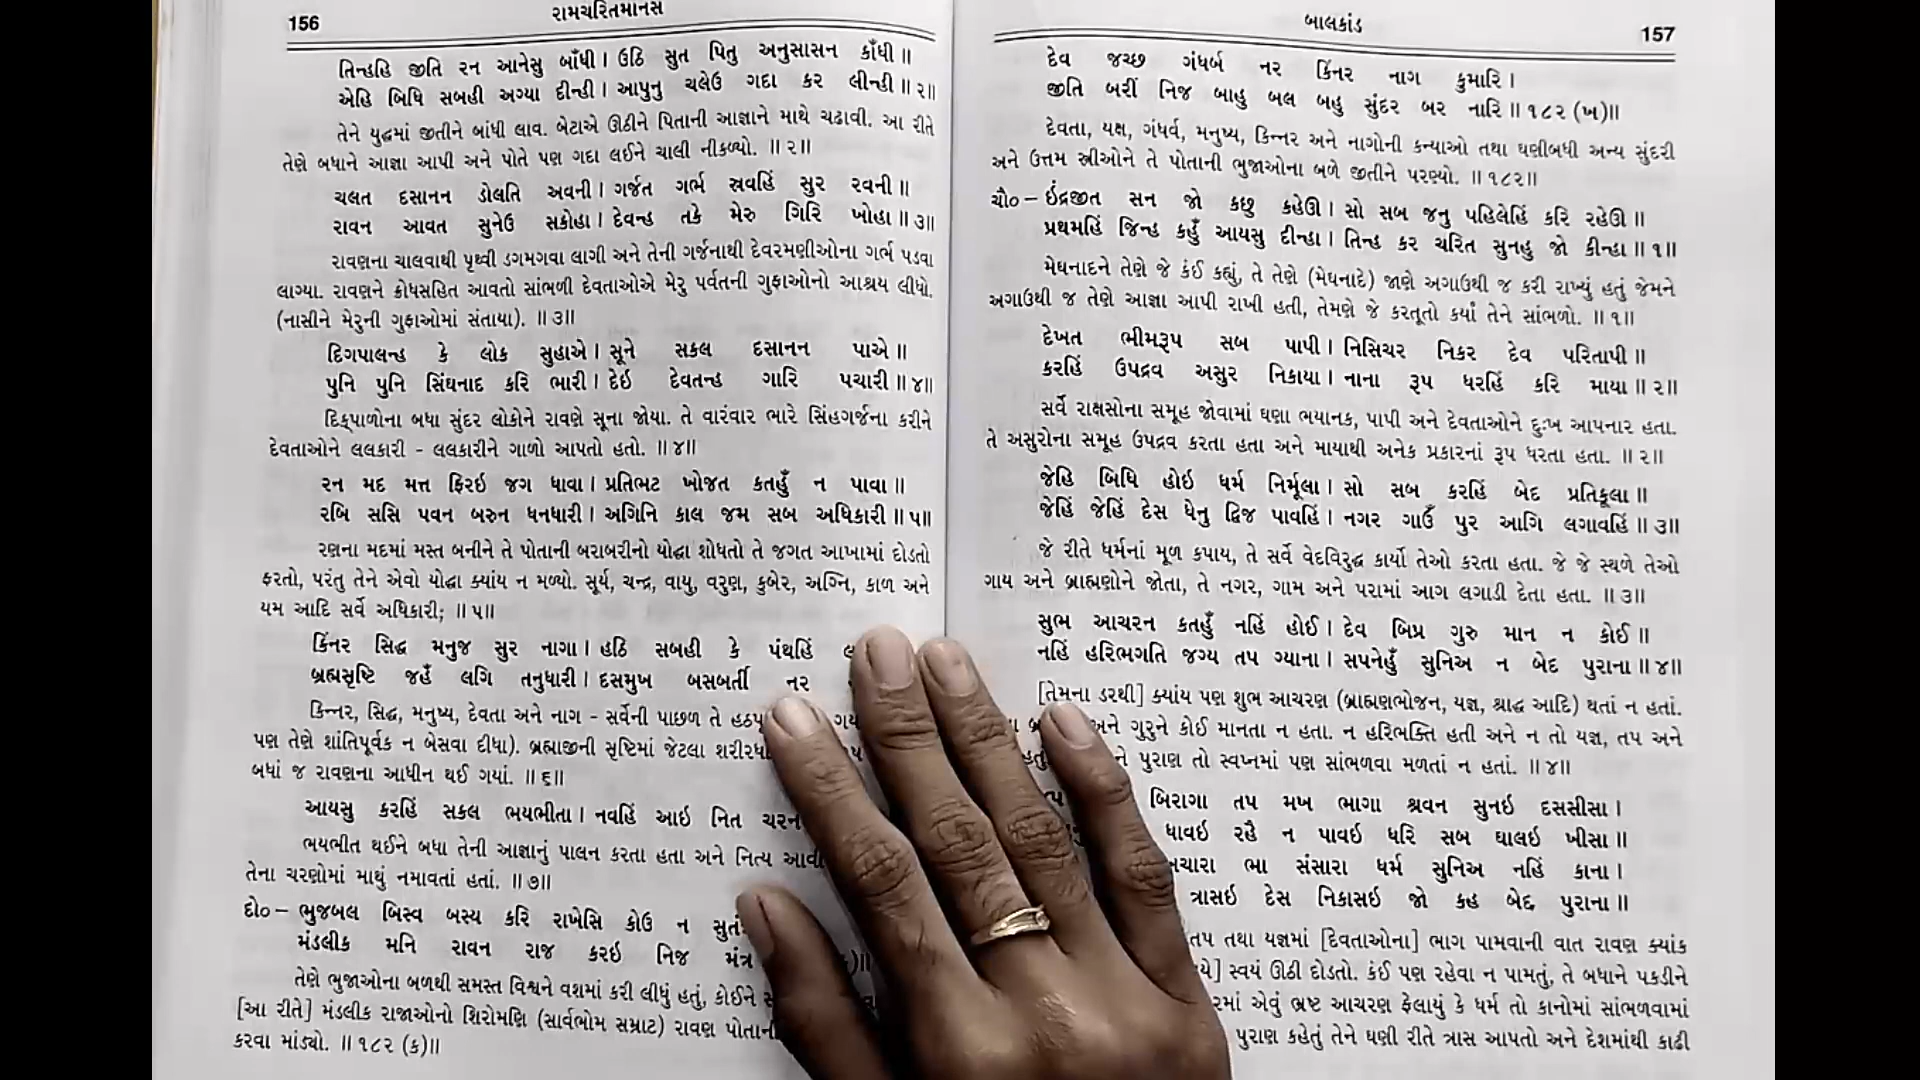 156
રામચરિતમાનસ
તિન્હહિ જીતિ રન આનેસુ બાઁધી। ઉઠિ સુત પિતુ અનુસાસન કાઁધી॥
એહિ બિધિ સબહી અગ્યા દીન્હી। આપુનુ ચલેઉ ગદા કર લીન્હી॥૨॥
તેને યુદ્ધમાં જીતીને બાંધી લાવ. બેટાએ ઊઠીને પિતાની આજ્ઞાને માથે ચઢાવી. આ રીતે
તેણે બધાને આજ્ઞા આપી અને પોતે પણ ગદા લઈને ચાલી નીકળ્યો. ॥૨॥
ચલત દસાનન ડોલતિ અવની। ગર્જત ગર્ભ સ્રવહિં સુર રવની॥
રાવન આવત સુનેઉ સકોહા। દેવન્હ તકે મેરુ ગિરિ ખોહા॥૩॥
રાવણના ચાલવાથી પૃથ્વી ડગમગવા લાગી અને તેની ગર્જનાથી દેવરમણીઓના ગર્ભ પડવા
લાગ્યા. રાવણને ક્રોધસહિત આવતો સાંભળી દેવતાઓએ મેરુ પર્વતની ગુફાઓનો આશ્રય લીધો.
(નાસીને મેરુની ગુફાઓમાં સંતાયા). ॥૩॥
દિગપાલન્હ કે લોક સુહાએ। સૂને સકલ દસાનન પાએ॥
પુનિ પુનિ સિંઘનાદ કરિ ભારી। દેઇ દેવતન્હ ગારિ પચારી॥૪॥
દિક્પાળોના બધા સુંદર લોકોને રાવણે સૂના જોયા. તે વારંવાર ભારે સિંહગર્જના કરીને
દેવતાઓને લલકારી - લલકારીને ગાળો આપતો હતો. ॥૪॥
રન મદ મત્ત ફિરઇ જગ ધાવા। પ્રતિભટ ખોજત કતહુઁ ન પાવા॥
રબિ સસિ પવન બરુન ધનધારી। અગિનિ કાલ જમ સબ અધિકારી॥૫॥
રણના મદમાં મસ્ત બનીને તે પોતાની બરાબરીનો યોદ્ધા શોધતો તે જગત આખામાં દોડતો
ફરતો, પરંતુ તેને એવો યોદ્ધા ક્યાંય ન મળ્યો. સૂર્ય, ચન્દ્ર, વાયુ, વરુણ, કુબેર, અગ્નિ, કાળ અને
યમ આદિ સર્વે અધિકારી; ॥૫॥
કિંનર સિદ્ધ મનુજ સુર નાગા। હઠિ સબહી કે પંથહિં
બ્રહ્મસૃષ્ટિ જહઁ લગિ તનુધારી। દસમુખ બસબર્તી નર
કિન્નર, સિદ્ધ, મનુષ્ય, દેવતા અને નાગ - સર્વેની પાછળ તે
પણ તેણે શાંતિપૂર્વક ન બેસવા દીધા). બ્રહ્માજીની સૃષ્ટિમાં જેટલા
બધાં જ રાવણના આધીન થઈ ગયાં. ॥૬॥
આયસુ કરહિં સકલ ભયભીતા। નવહિં આઇ નિત
ભયભીત થઈને બધા તેની આજ્ઞાનું પાલન કરતા હતા અને નિત્ય
તેના ચરણોમાં માથું નમાવતાં હતાં. ॥૭॥
દો૦ – ભુજબલ બિસ્વ બસ્ય કરિ રાખેસિ કોઉ ન
મંડલીક મનિ રાવન રાજ કરઇ નિજ મંત્ર
તેણે ભુજાઓના બળથી સમસ્ત વિશ્વને વશમાં કરી લીધું હતું, કોઈને
[આ રીતે] મંડલીક રાજાઓનો શિરોમણિ (સાર્વભોમ સમ્રાટ) રાવણ
કરવા માંડ્યો. ॥૧૮૨ (ક)॥
બાલકાંડ
157
દેવ જચ્છ ગંધર્બ નર કિંનર નાગ કુમારિ।
જીતિ બરીં નિજ બાહુ બલ બહુ સુંદર બર નારિ॥૧૮૨ (ખ)॥
દેવતા, યક્ષ, ગંધર્વ, મનુષ્ય, કિન્નર અને નાગોની કન્યાઓ તથા ઘણીબધી અન્ય સુંદરી
અને ઉત્તમ સ્ત્રીઓને તે પોતાની ભુજાઓના બળે જીતીને પરણ્યો. ॥૧૮૨॥
ચૌ૦ – ઇંદ્રજીત સન જો કછુ કહેઊ। સો સબ જનુ પહિલેહિં કરિ રહેઊ॥
પ્રથમહિં જિન્હ કહુઁ આયસુ દીન્હા। તિન્હ કર ચરિત સુનહુ જો કીન્હા॥૧॥
મેઘનાદને તેણે જે કંઈ કહ્યું, તે તેણે (મેઘનાદે) જાણે અગાઉથી જ કરી રાખ્યું હતું જેમને
અગાઉથી જ તેણે આજ્ઞા આપી રાખી હતી, તેમણે જે કરતૂતો કર્યાં તેને સાંભળો. ॥૧॥
દેખત ભીમરૂપ સબ પાપી। નિસિચર નિકર દેવ પરિતાપી॥
કરહિં ઉપદ્રવ અસુર નિકાયા। નાના રૂપ ધરહિં કરિ માયા॥૨॥
સર્વે રાક્ષસોના સમૂહ જોવામાં ઘણા ભયાનક, પાપી અને દેવતાઓને દુઃખ આપનાર હતા.
તે અસુરોના સમૂહ ઉપદ્રવ કરતા હતા અને માયાથી અનેક પ્રકારનાં રૂપ ધરતા હતા. ॥૨॥
જેહિ બિધિ હોઇ ધર્મ નિર્મૂલા। સો સબ કરહિં બેદ પ્રતિકૂલા॥
જેહિં જેહિં દેસ ધેનુ દ્વિજ પાવહિં। નગર ગાઉઁ પુર આગિ લગાવહિં॥૩॥
જે રીતે ધર્મનાં મૂળ કપાય, તે સર્વે વેદવિરુદ્ધ કાર્યો તેઓ કરતા હતા. જે જે સ્થળે તેઓ
ગાય અને બ્રાહ્મણોને જોતા, તે નગર, ગામ અને પરામાં આગ લગાડી દેતા હતા. ॥૩॥
સુભ આચરન કતહુઁ નહિં હોઈ। દેવ બિપ્ર ગુરુ માન ન કોઈ॥
નહિં હરિભગતિ જગ્ય તપ ગ્યાના। સપનેહુઁ સુનિઅ ન બેદ પુરાના॥૪॥
[તેમના ડરથી] ક્યાંય પણ શુભ આચરણ (બ્રાહ્મણભોજન, યજ્ઞ, શ્રાદ્ધ આદિ) થતાં ન હતાં.
અને ગુરુને કોઈ માનતા ન હતા. ન હરિભક્તિ હતી અને ન તો યજ્ઞ, તપ અને
પુરાણ તો સ્વપ્નમાં પણ સાંભળવા મળતાં ન હતાં. ॥૪॥
બિરાગા તપ મખ ભાગા શ્રવન સુનઇ દસસીસા।
ધાવઇ રહૈ ન પાવઇ ધરિ સબ ઘાલઇ ખીસા॥
ભા સંસારા ધર્મ સુનિઅ નહિં કાના।
ત્રાસઇ દેસ નિકાસઇ જો કહ બેદ પુરાના॥
તપ તથા યજ્ઞમાં [દેવતાઓના] ભાગ પામવાની વાત રાવણ ક્યાંક
સ્વયં ઊઠી દોડતો. કંઈ પણ રહેવા ન પામતું, તે બધાને પકડીને
એવું ભ્રષ્ટ આચરણ ફેલાયું કે ધર્મ તો કાનોમાં સાંભળવામાં
પુરાણ કહેતું તેને ઘણી રીતે ત્રાસ આપતો અને દેશમાંથી કાઢી